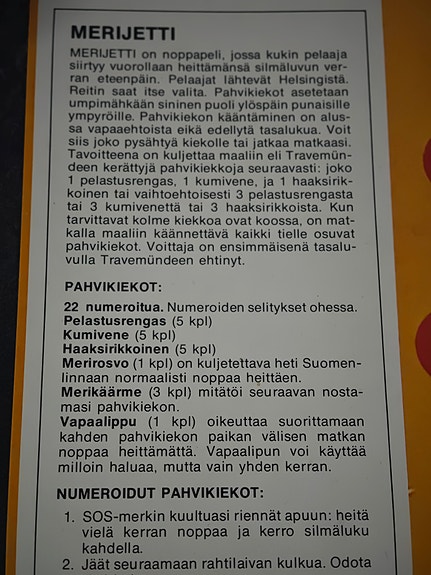 MERIJETTI
MERIJETTI on noppapeli, jossa kukin pelaaja
siirtyy vuorollaan heittämänsä silmäluvun ver-
ran eteenpäin. Pelaajat lähtevät Helsingistä.
Reitin saat itse valita. Pahvikiekot asetetaan
umpimähkään sininen puoli ylöspäin punaisille
ympyröille. Pahvikiekon kääntäminen on alus-
sa vapaaehtoista eikä edellytä tasalukua. Voit
siis joko pysähtyä kiekolle tai jatkaa matkaasi.
Tavoitteena on kuljettaa maaliin eli Travemün-
deen kerättyjä pahvikiekkoja seuraavasti: joko
1 pelastusrengas, 1 kumivene, ja 1 haaksirik-
koinen tai vaihtoehtoisesti 3 pelastusrengasta
tai 3 kumivenettä tai 3 haaksirikkoista. Kun
tarvittavat kolme kiekkoa ovat koossa, on mat-
kalla maaliin käännettävä kaikki tielle osuvat
pahvikiekot. Voittaja on ensimmäisenä tasalu-
vulla Travemündeen ehtinyt.
PAHVIKIEKOT:
22 numeroitua. Numeroiden selitykset ohessa.
Pelastusrengas (5 kpl)
Kumivene (5 kpl)
Haaksirikkoinen (5 kpl)
Merirosvo (1 kpl) on kuljetettava heti Suomen-
linnaan normaalisti noppaa heittäen.
Merikäärme (3 kpl) mitätöi seuraavan nosta-
masi pahvikiekon.
Vapaalippu (1 kpl) oikeuttaa suorittamaan
kahden pahvikiekon paikan välisen matkan
noppaa heittämättä. Vapaalipun voi käyttää
milloin haluaa, mutta vain yhden kerran.
NUMEROIDUT PAHVIKIEKOT:
1. SOS-merkin kuultuasi riennät apuun: heitä
vielä kerran noppaa ja kerro silmäluku
kahdella.
2. Jäät seuraamaan rahtilaivan kulkua. Odota